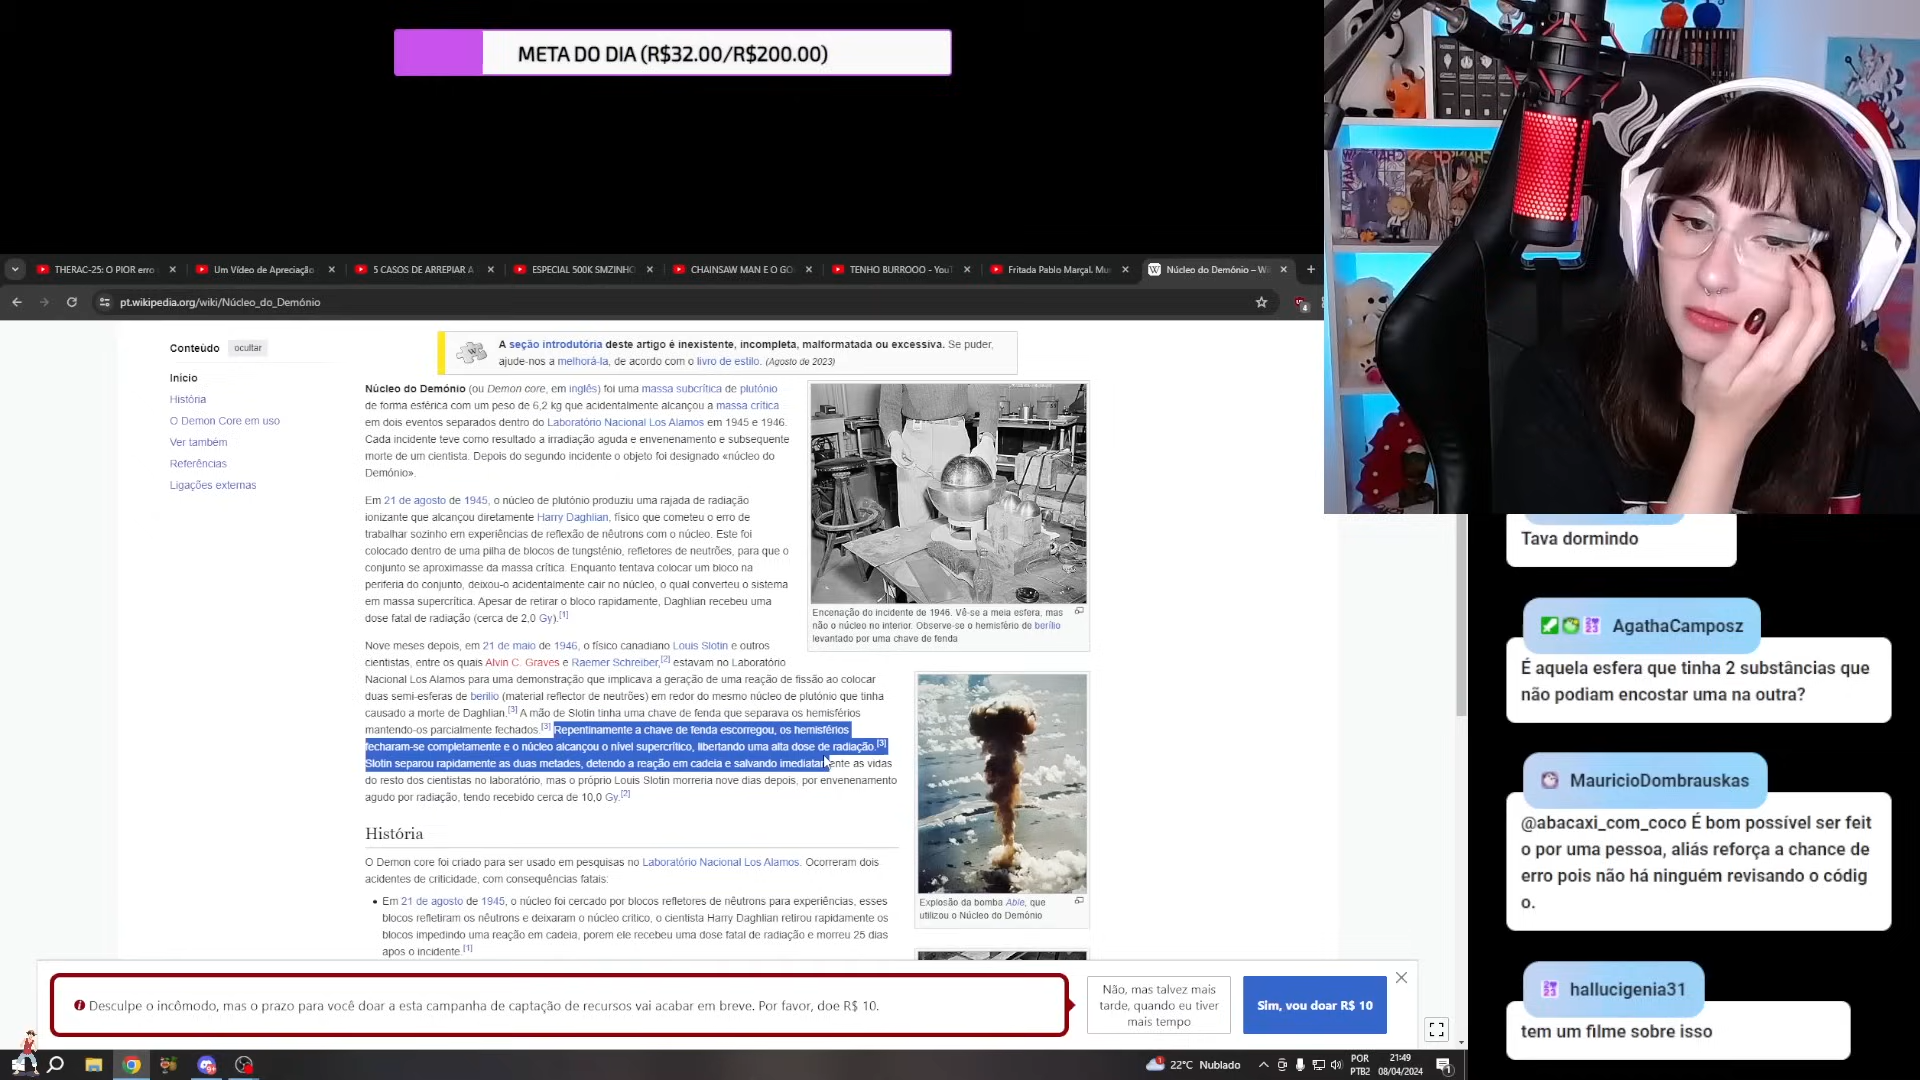 META DO DIA (R$32.00/R$200.00)
THERAC-25: O PIOR erro
Um Vídeo de Apreciação
5 CASOS DE ARREPIAR A
ESPECIAL 500K SMZINHO
CHAINSAW MAN E O GO
TENHO BURROOO - YouT
Fritada Pablo Marçal. Mu
Núcleo do Demónio – Wi
pt.wikipedia.org/wiki/Núcleo_do_Demónio
Conteúdo ocultar
Início
História
O Demon Core em uso
Ver também
Referências
Ligações externas
A seção introdutória deste artigo é inexistente, incompleta, malformatada ou excessiva. Se puder,
ajude-nos a melhorá-la, de acordo com o livro de estilo. (Agosto de 2023)
Núcleo do Demónio (ou Demon core, em inglês) foi uma massa subcrítica de plutónio
de forma esférica com um peso de 6,2 kg que acidentalmente alcançou a massa crítica
em dois eventos separados dentro do Laboratório Nacional Los Alamos em 1945 e 1946.
Cada incidente teve como resultado a irradiação aguda e envenenamento e subsequente
morte de um cientista. Depois do segundo incidente o objeto foi designado «núcleo do
Demónio».
Em 21 de agosto de 1945, o núcleo de plutónio produziu uma rajada de radiação
ionizante que alcançou diretamente Harry Daghlian, físico que cometeu o erro de
trabalhar sozinho em experiências de reflexão de nêutrons com o núcleo. Este foi
colocado dentro de uma pilha de blocos de tungsténio, refletores de neutrões, para que o
conjunto se aproximasse da massa crítica. Enquanto tentava colocar um bloco na
periferia do conjunto, deixou-o acidentalmente cair no núcleo, o qual converteu o sistema
em massa supercrítica. Apesar de retirar o bloco rapidamente, Daghlian recebeu uma
dose fatal de radiação (cerca de 2,0 Gy).[1]
Nove meses depois, em 21 de maio de 1946, o físico canadiano Louis Slotin e outros
cientistas, entre os quais Alvin C. Graves e Raemer Schreiber,[2] estavam no Laboratório
Nacional Los Alamos para uma demonstração que implicava a geração de uma reação de fissão ao colocar
duas semi-esferas de berílio (material reflector de neutrões) em redor do mesmo núcleo de plutónio que tinha
causado a morte de Daghlian.[3] A mão de Slotin tinha uma chave de fenda que separava os hemisférios
mantendo-os parcialmente fechados.[3] Repentinamente a chave de fenda escorregou, os hemisférios
fecharam-se completamente e o núcleo alcançou o nível supercrítico, libertando uma alta dose de radiação.[3]
Slotin separou rapidamente as duas metades, detendo a reação em cadeia e salvando imediatamente as vidas
do resto dos cientistas no laboratório, mas o próprio Louis Slotin morreria nove dias depois, por envenenamento
agudo por radiação, tendo recebido cerca de 10,0 Gy.[2]
Encenação do incidente de 1946. Vê-se a meia esfera, mas
não o núcleo no interior. Observe-se o hemisfério de berílio
levantado por uma chave de fenda
Explosão da bomba Able, que
utilizou o Núcleo do Demónio
História
O Demon core foi criado para ser usado em pesquisas no Laboratório Nacional Los Alamos. Ocorreram dois
acidentes de criticidade, com consequências fatais:
• Em 21 de agosto de 1945, o núcleo foi cercado por blocos refletores de nêutrons para experiências, esses
blocos refletiram os nêutrons e deixaram o núcleo crítico, o cientista Harry Daghlian retirou rapidamente os
blocos impedindo uma reação em cadeia, porem ele recebeu uma dose fatal de radiação e morreu 25 dias
apos o incidente.[1]
Desculpe o incômodo, mas o prazo para você doar a esta campanha de captação de recursos vai acabar em breve. Por favor, doe R$ 10.
Não, mas talvez mais
tarde, quando eu tiver
mais tempo
Sim, vou doar R$ 10
22°C Nublado
POR
PTB2
21:49
08/04/2024
Tava dormindo
AgathaCamposz
É aquela esfera que tinha 2 substâncias que
não podiam encostar uma na outra?
MauricioDombrauskas
@abacaxi_com_coco É bom possível ser feit
o por uma pessoa, aliás reforça a chance de
erro pois não há ninguém revisando o códig
o.
hallucigenia31
tem um filme sobre isso